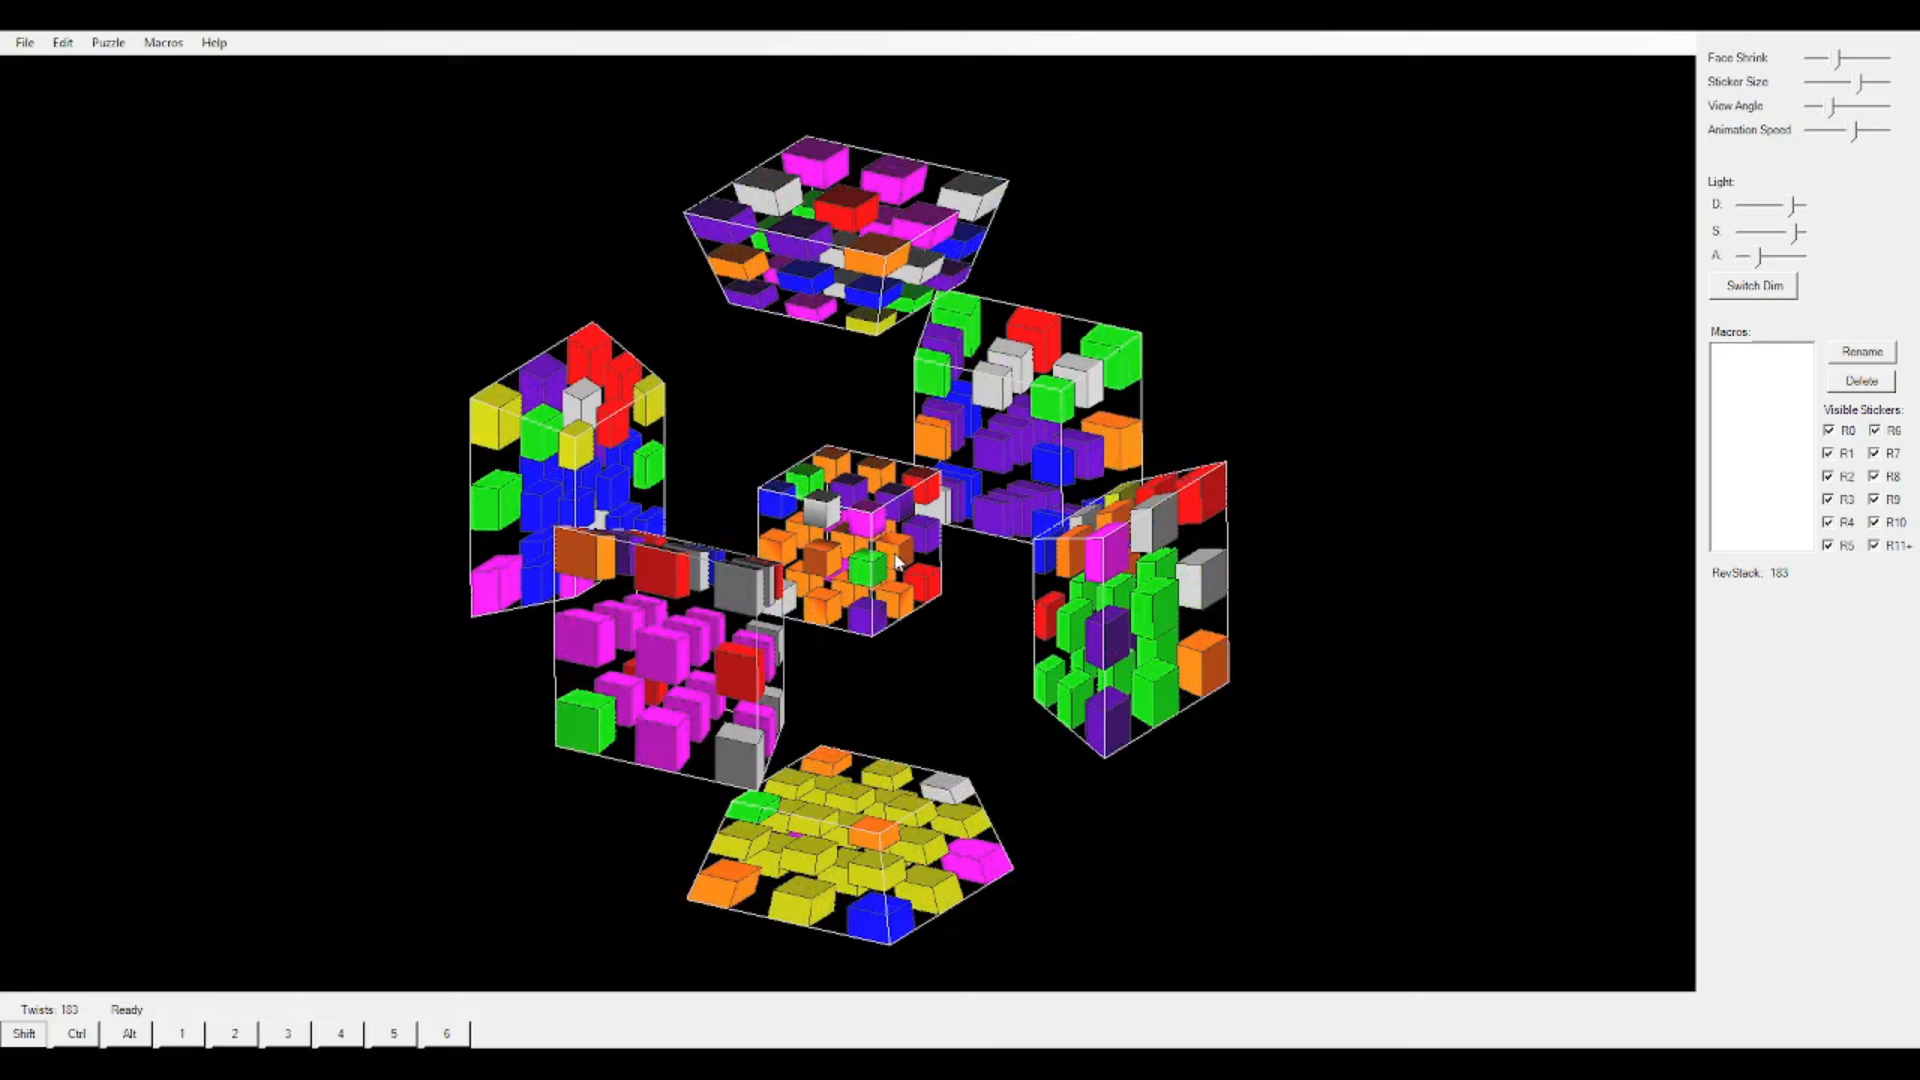 File Edit Puzzle Macros Help
Face Shrink
Sticker Size
View Angle
Animation Speed
Light:
D:
S:
A:
Switch Dim
Macros:
Rename
Delete
Visible Stickers:
R0 R6
R1 R7
R2 R8
R3 R9
R4 R10
R5 R11+
RevStack: 183
Twists: 183 Ready
Shift Ctrl Alt 1 2 3 4 5 6